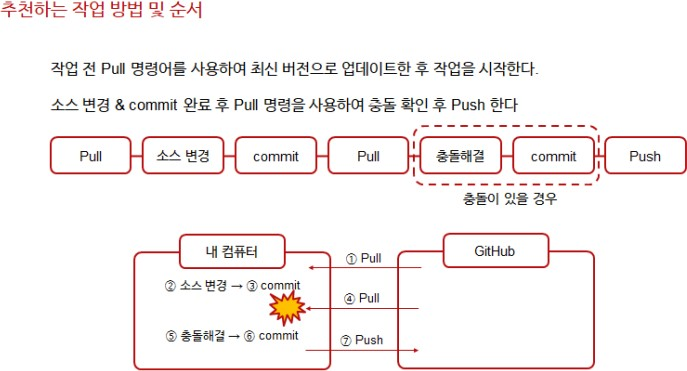 추천하는 작업 방법 및 순서
작업 전 Pull 명령어를 사용하여 최신 버전으로 업데이트한 후 작업을 시작한다.
소스 변경 & commit 완료 후 Pull 명령을 사용하여 충돌 확인 후 Push 한다
Pull 소스 변경 commit Pull 충돌해결 commit Push
충돌이 있을 경우
내 컴퓨터 GitHub
① Pull
② 소스 변경 → ③ commit
④ Pull
⑤ 충돌해결 → ⑥ commit
⑦ Push